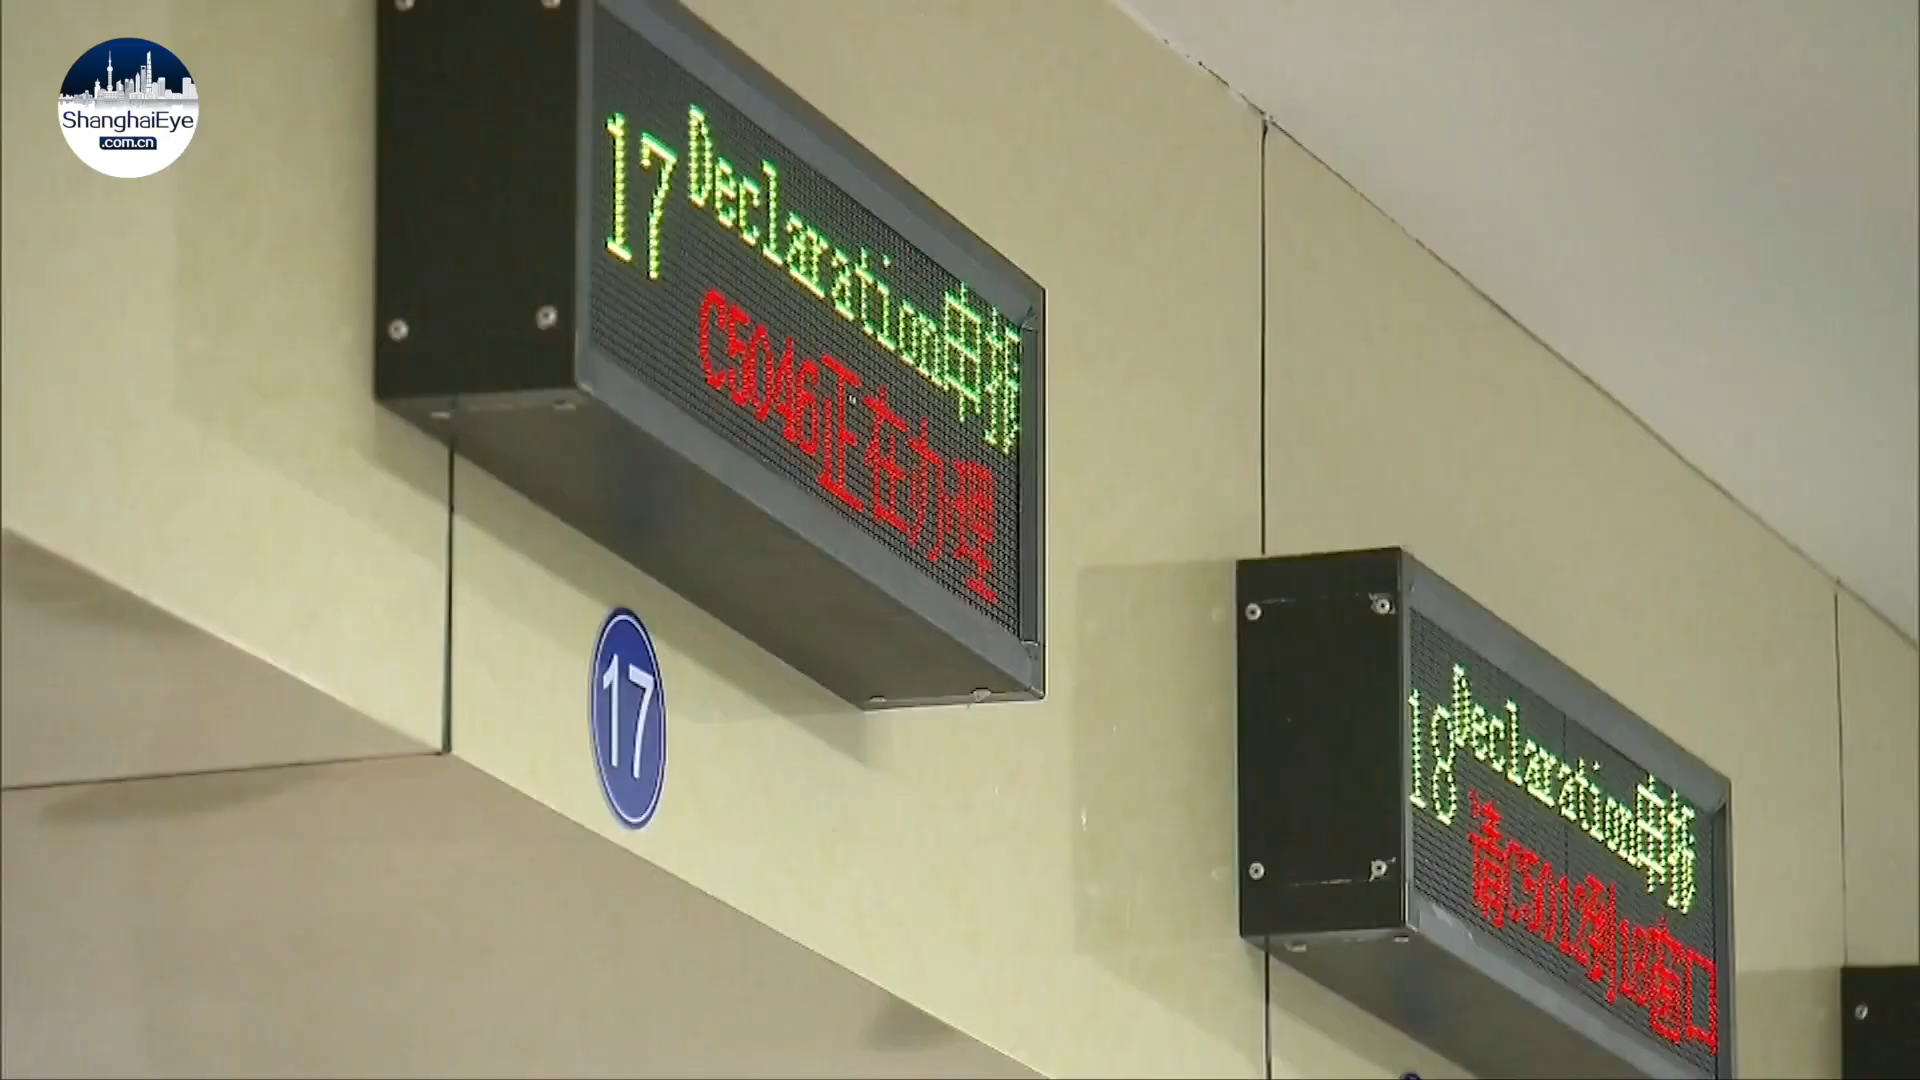 ShanghaiEye
.com.cn
17 Declaration申报
C5046正在办理
17
18 Declaration申报
请C5012到18窗口